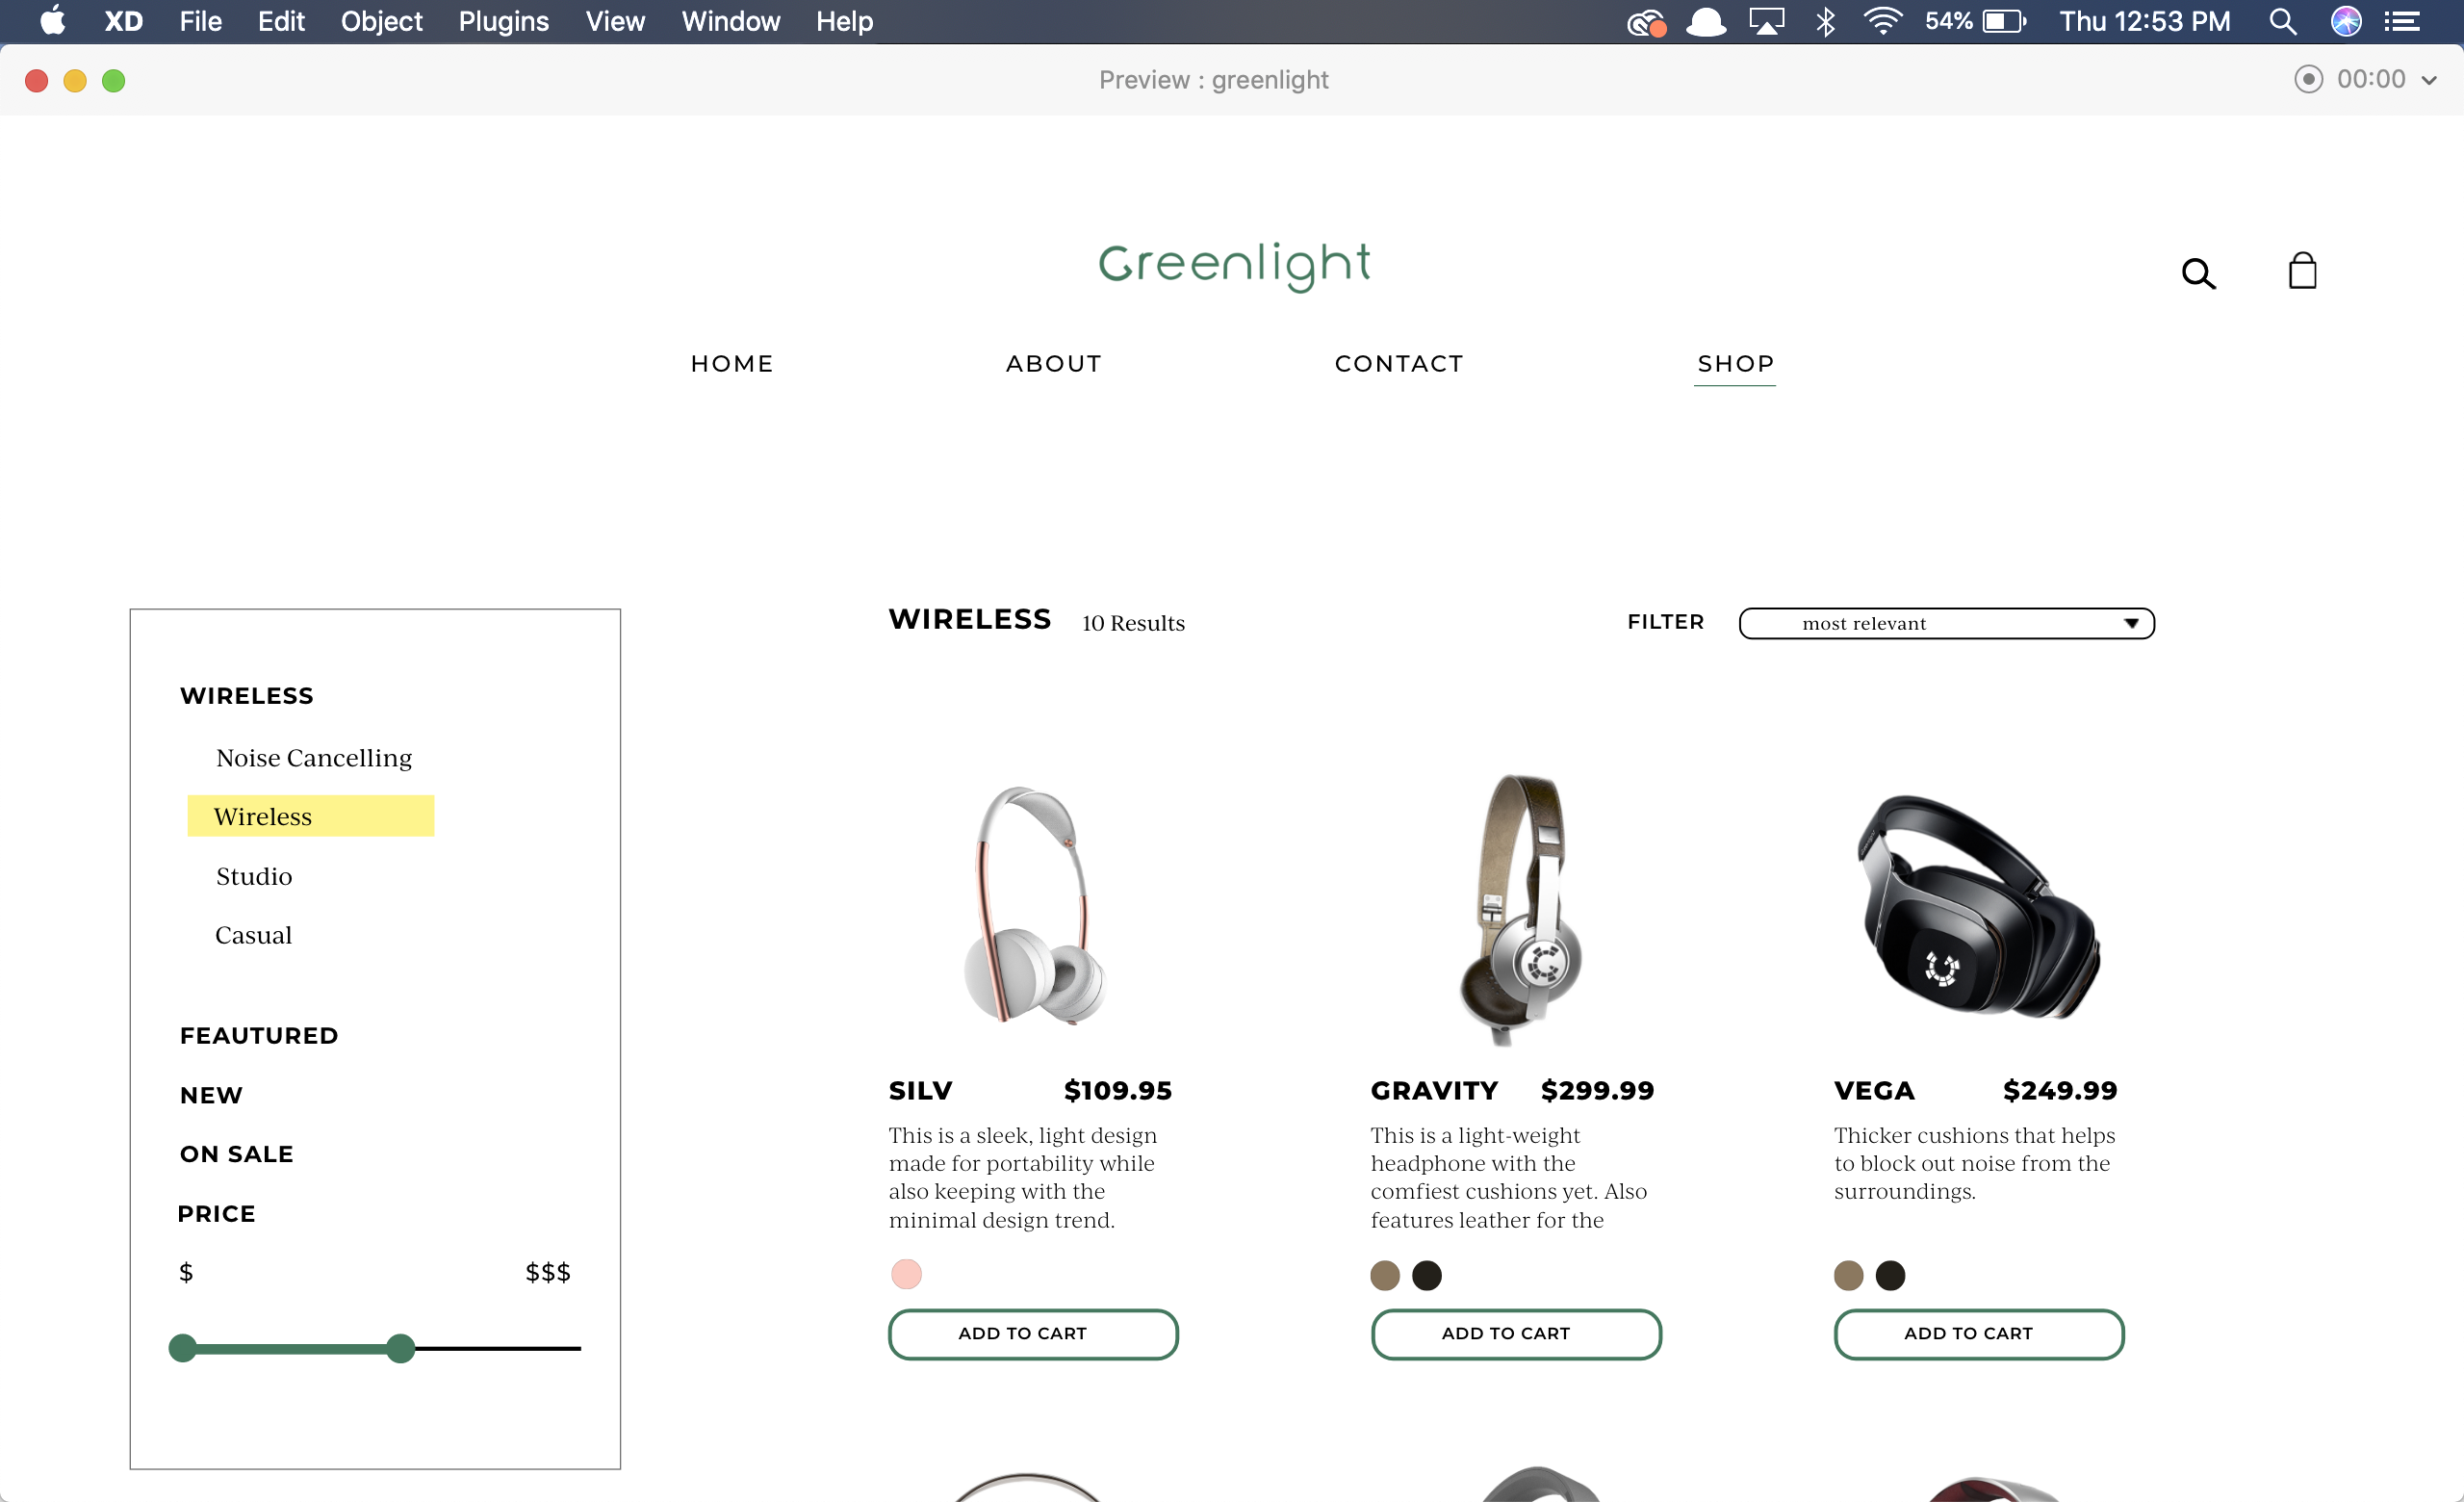 XD File Edit Object Plugins View Window Help 54% Thu 12:53 PM
Preview : greenlight 00:00
Greenlight
HOME ABOUT CONTACT SHOP
WIRELESS 10 Results FILTER most relevant
WIRELESS
Noise Cancelling
Wireless
Studio
Casual
FEAUTURED
NEW
ON SALE
PRICE
$ $$$
SILV $109.95
This is a sleek, light design
made for portability while
also keeping with the
minimal design trend.
ADD TO CART
GRAVITY $299.99
This is a light-weight
headphone with the
comfiest cushions yet. Also
features leather for the
ADD TO CART
VEGA $249.99
Thicker cushions that helps
to block out noise from the
surroundings.
ADD TO CART